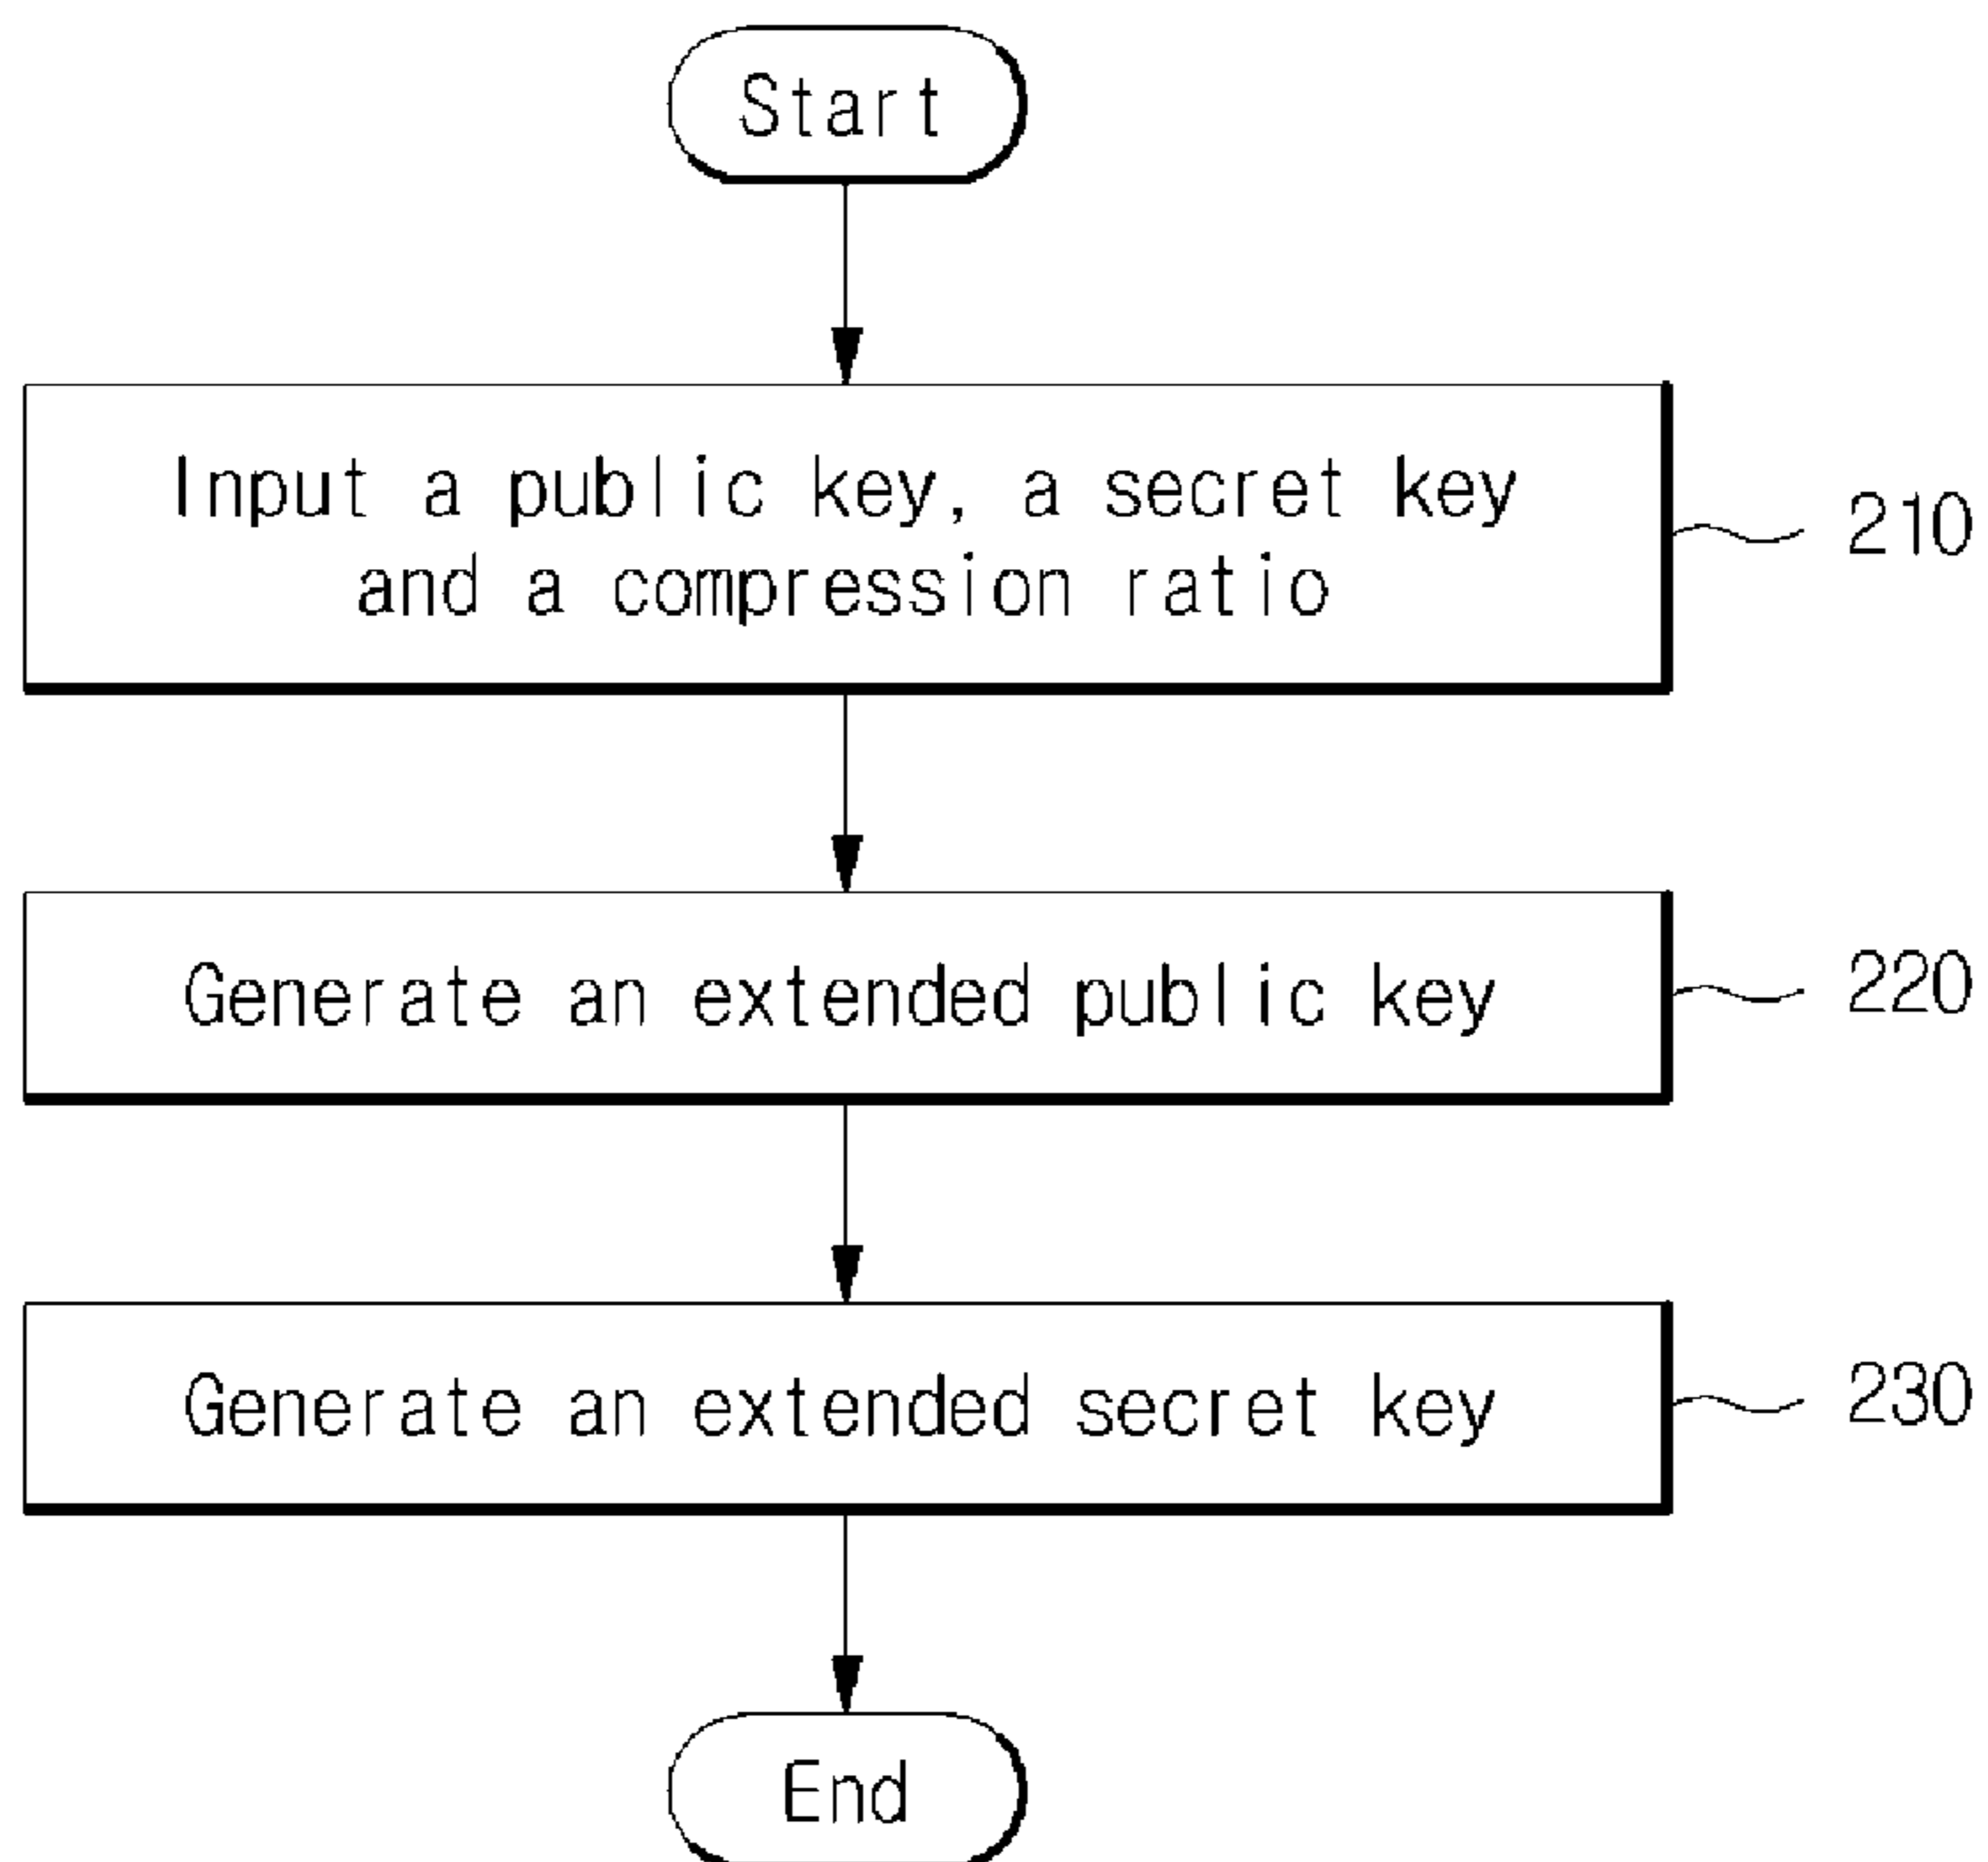 Start
Input a public key, a secret key
and a compression ratio
210
Generate an extended public key
220
Generate an extended secret key
230
End